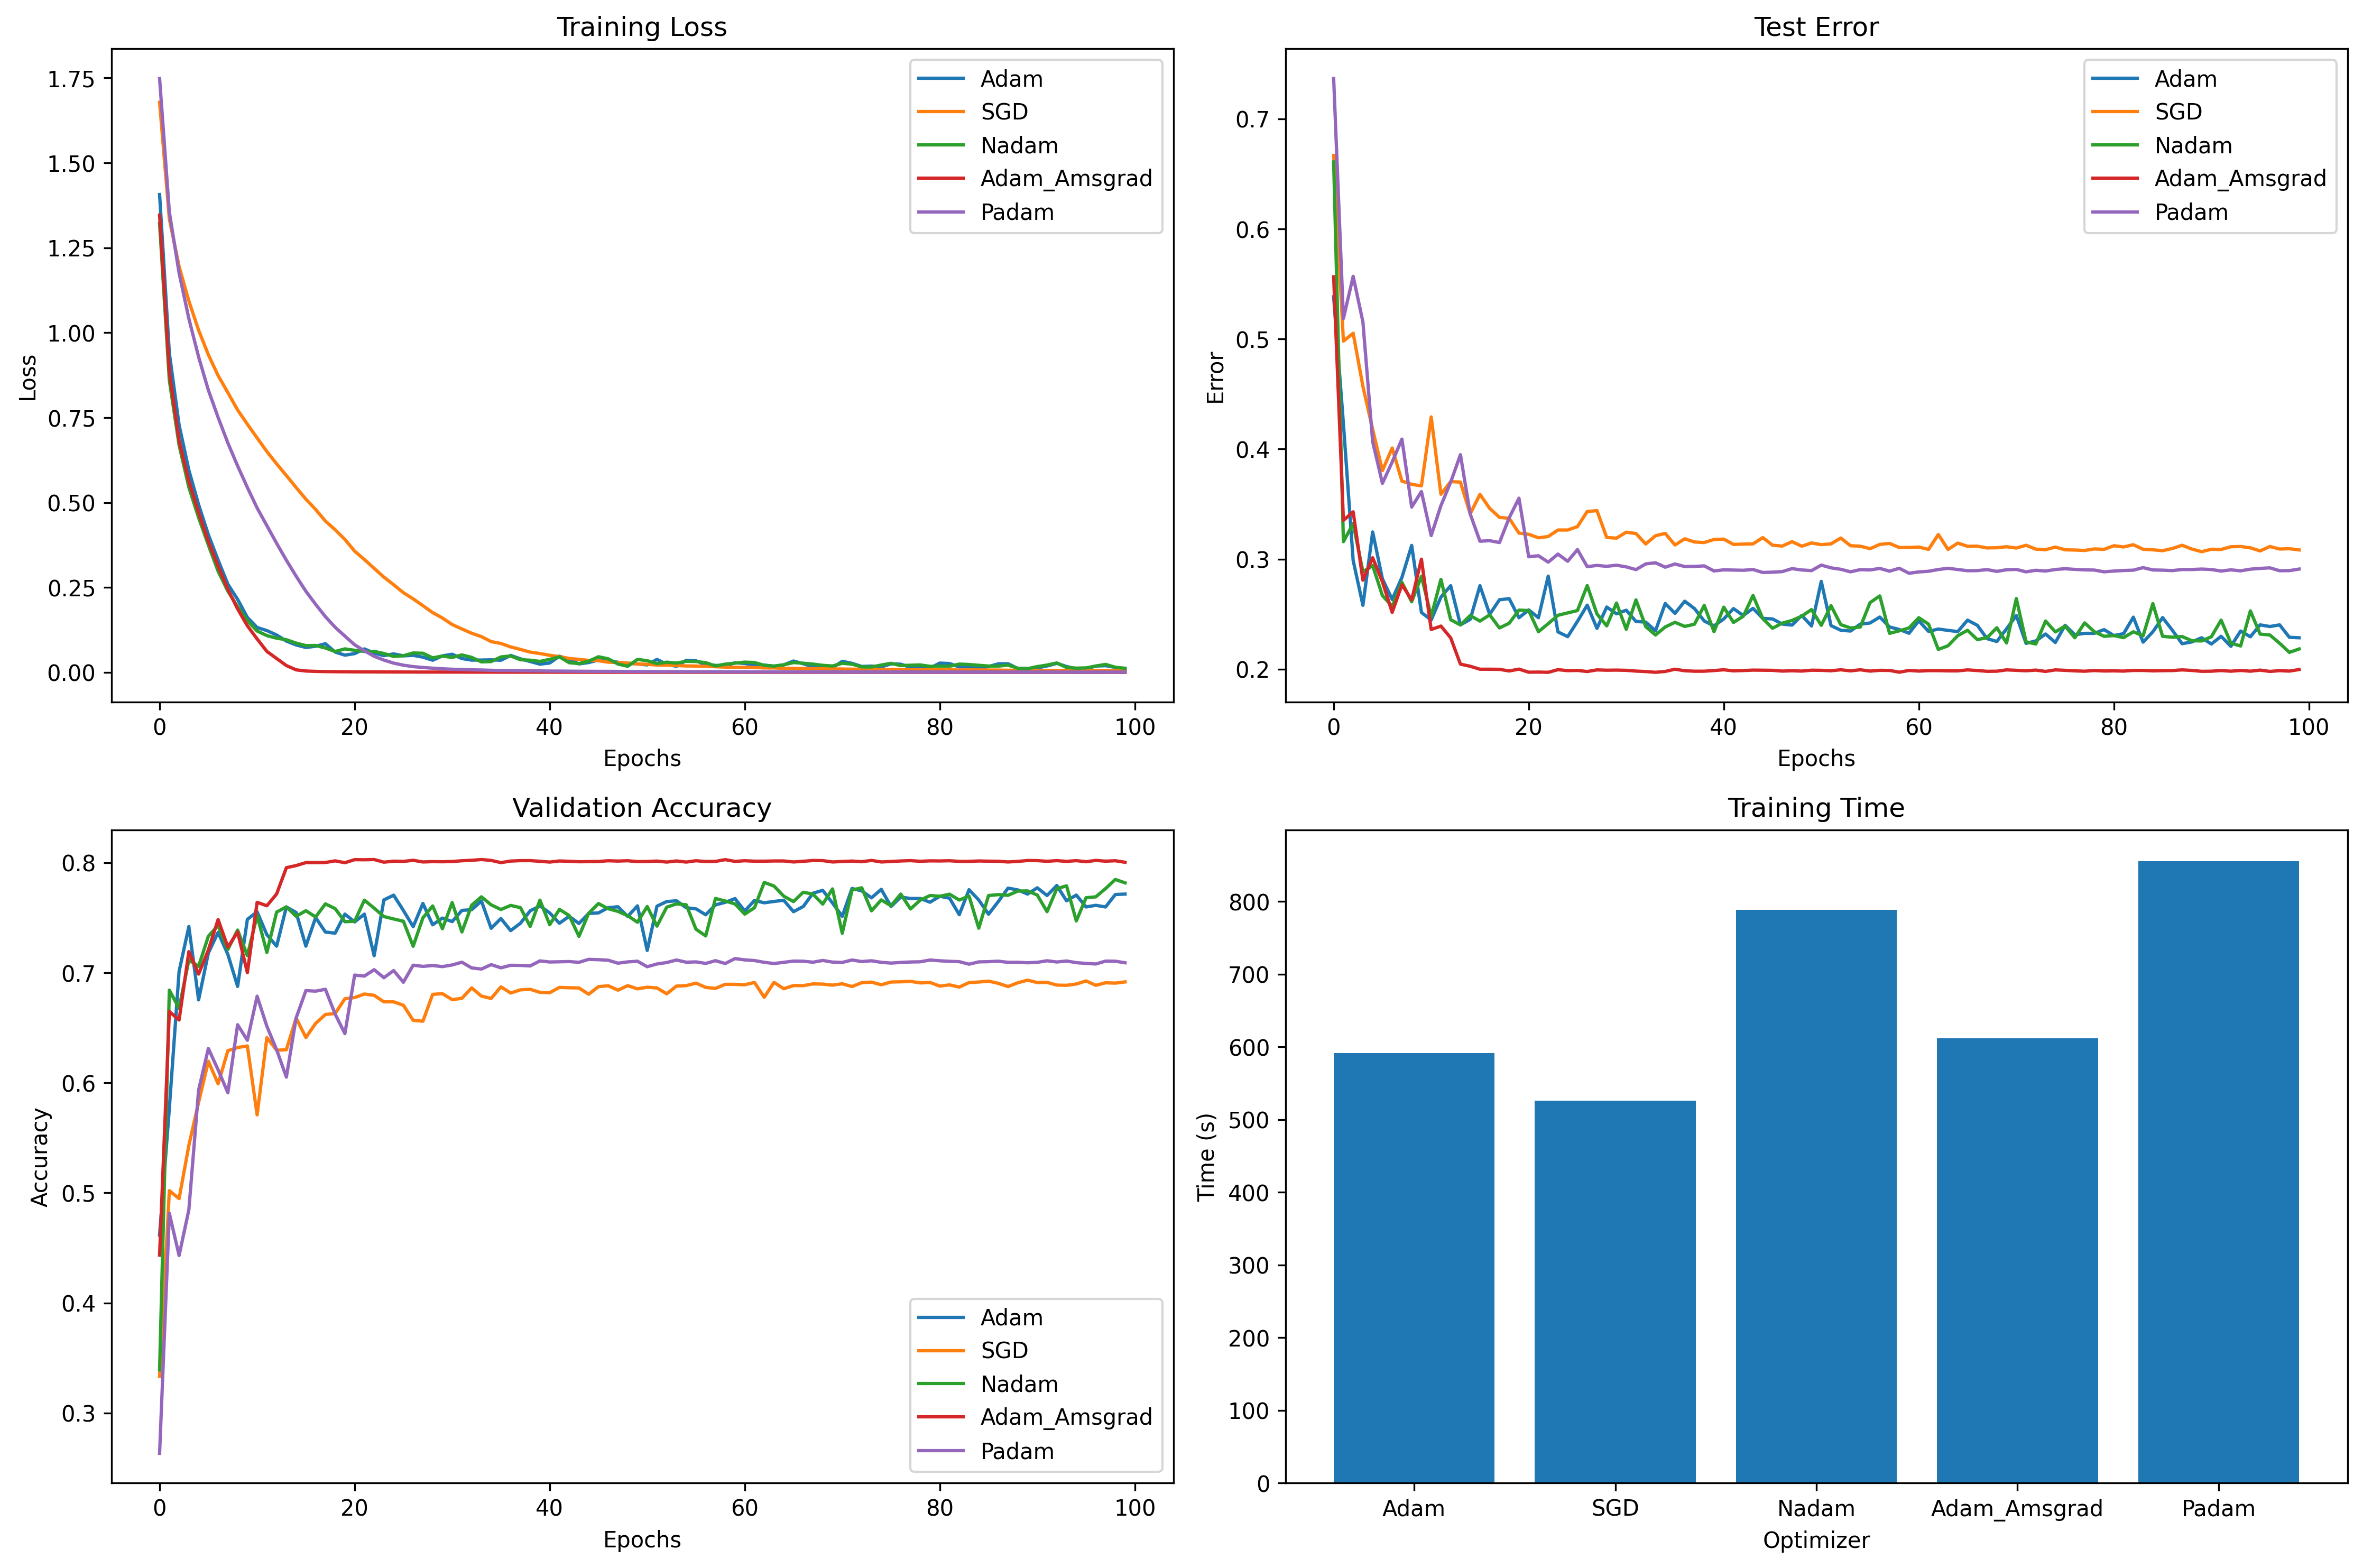 Training Loss
Loss
1.75
1.50
1.25
1.00
0.75
0.50
0.25
0.00
0 20 40 60 80 100
Epochs
Adam
SGD
Nadam
Adam_Amsgrad
Padam
Test Error
Error
0.7
0.6
0.5
0.4
0.3
0.2
0 20 40 60 80 100
Epochs
Adam
SGD
Nadam
Adam_Amsgrad
Padam
Validation Accuracy
Accuracy
0.8
0.7
0.6
0.5
0.4
0.3
0 20 40 60 80 100
Epochs
Adam
SGD
Nadam
Adam_Amsgrad
Padam
Training Time
Time (s)
800
700
600
500
400
300
200
100
0
Adam SGD Nadam Adam_Amsgrad Padam
Optimizer